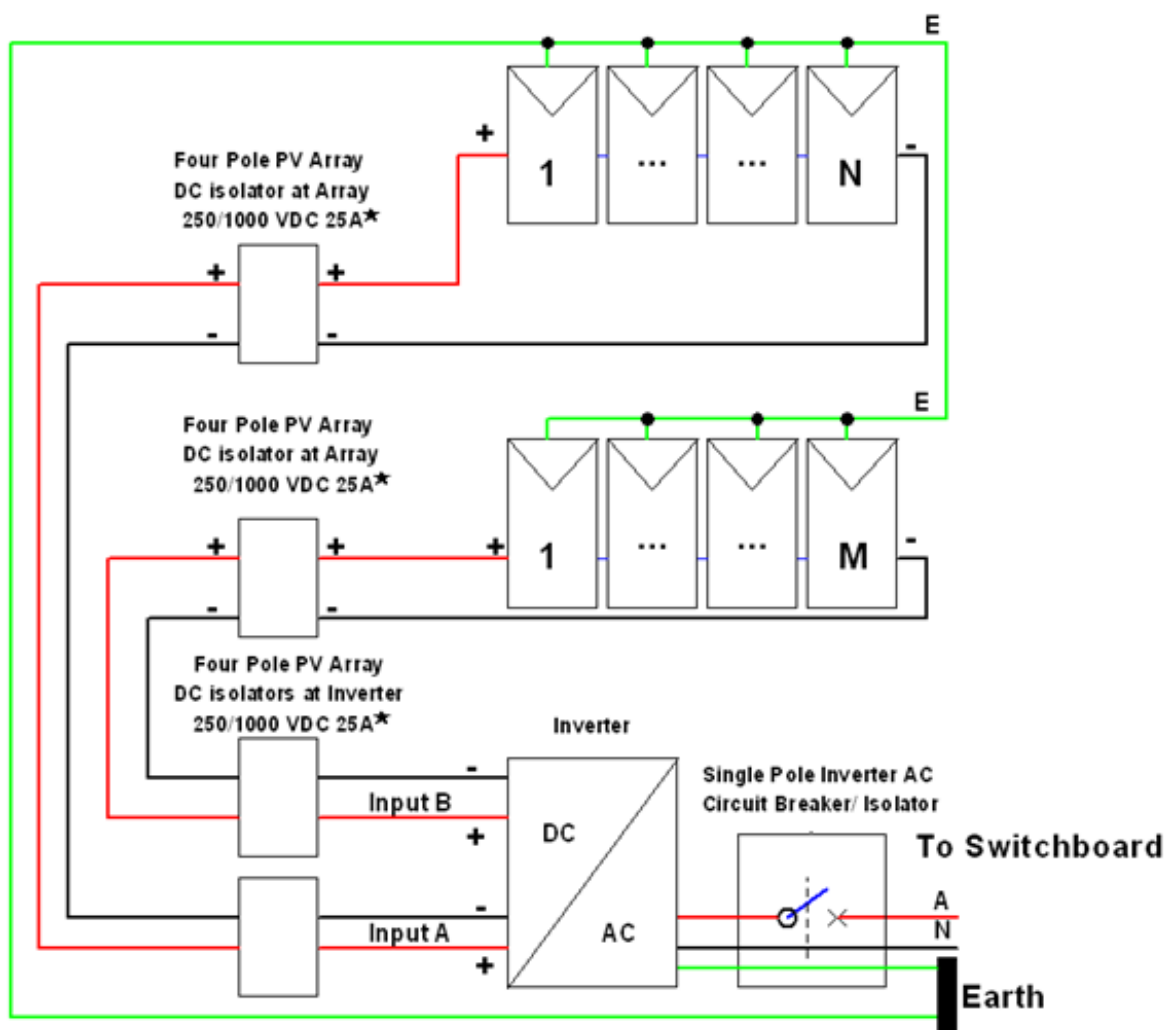 E
+
1
...
...
N
-
Four Pole PV Array
DC isolator at Array
250/1000 VDC 25A★
+
+
-
-
E
Four Pole PV Array
DC isolator at Array
250/1000 VDC 25A★
+
+
+
1
...
...
M
-
-
-
Four Pole PV Array
DC isolators at Inverter
250/1000 VDC 25A★
Inverter
-
Input B
+
DC
Single Pole Inverter AC
Circuit Breaker/ Isolator
To Switchboard
-
Input A
+
AC
A
N
Earth